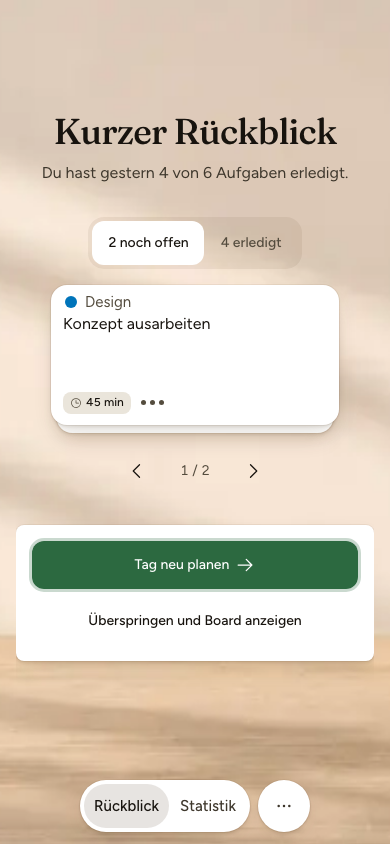 Kurzer Rückblick
Du hast gestern 4 von 6 Aufgaben erledigt.
2 noch offen
4 erledigt
Design
Konzept ausarbeiten
45 min
1 / 2
Tag neu planen
Überspringen und Board anzeigen
Rückblick
Statistik